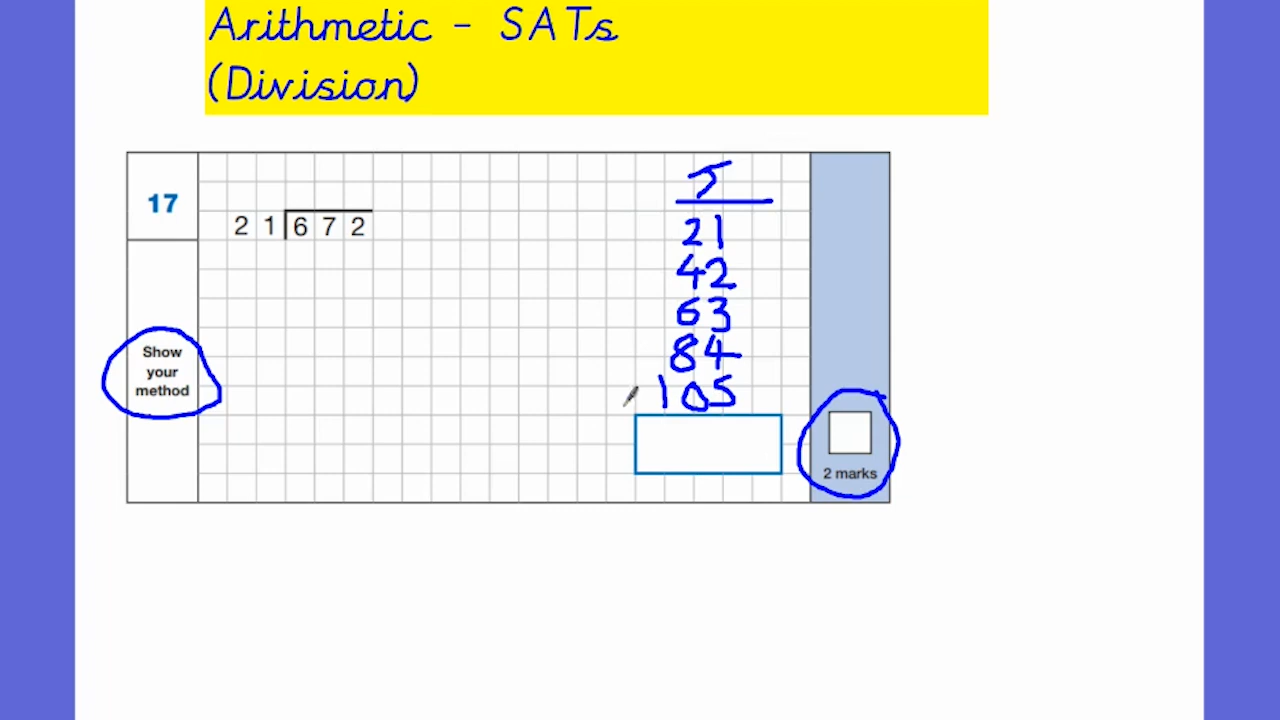 Arithmetic - SATs
(Division)
17
21 672
5
21
42
63
84
105
Show
your
method
2 marks